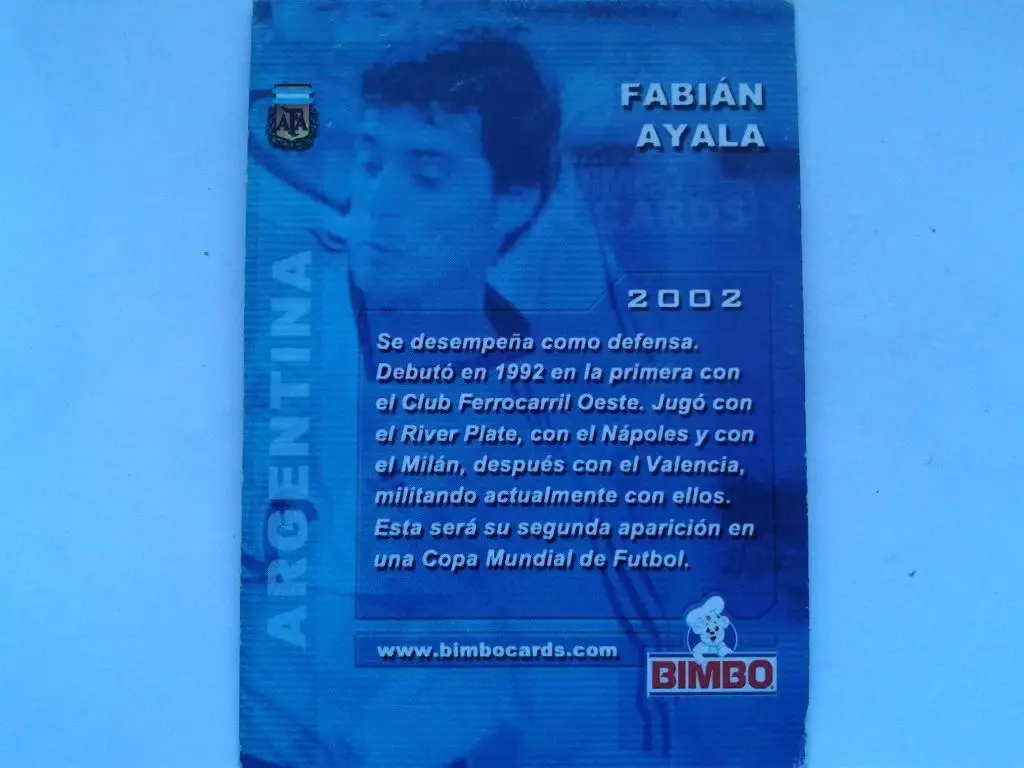 FABIÁN
AYALA
AFA
CARDS
ARGENTINA
2002
Se desempeña como defensa.
Debutó en 1992 en la primera con
el Club Ferrocarril Oeste. Jugó con
el River Plate, con el Nápoles y con
el Milán, después con el Valencia,
militando actualmente con ellos.
Esta será su segunda aparición en
una Copa Mundial de Futbol.
www.bimbocards.com
BIMBO